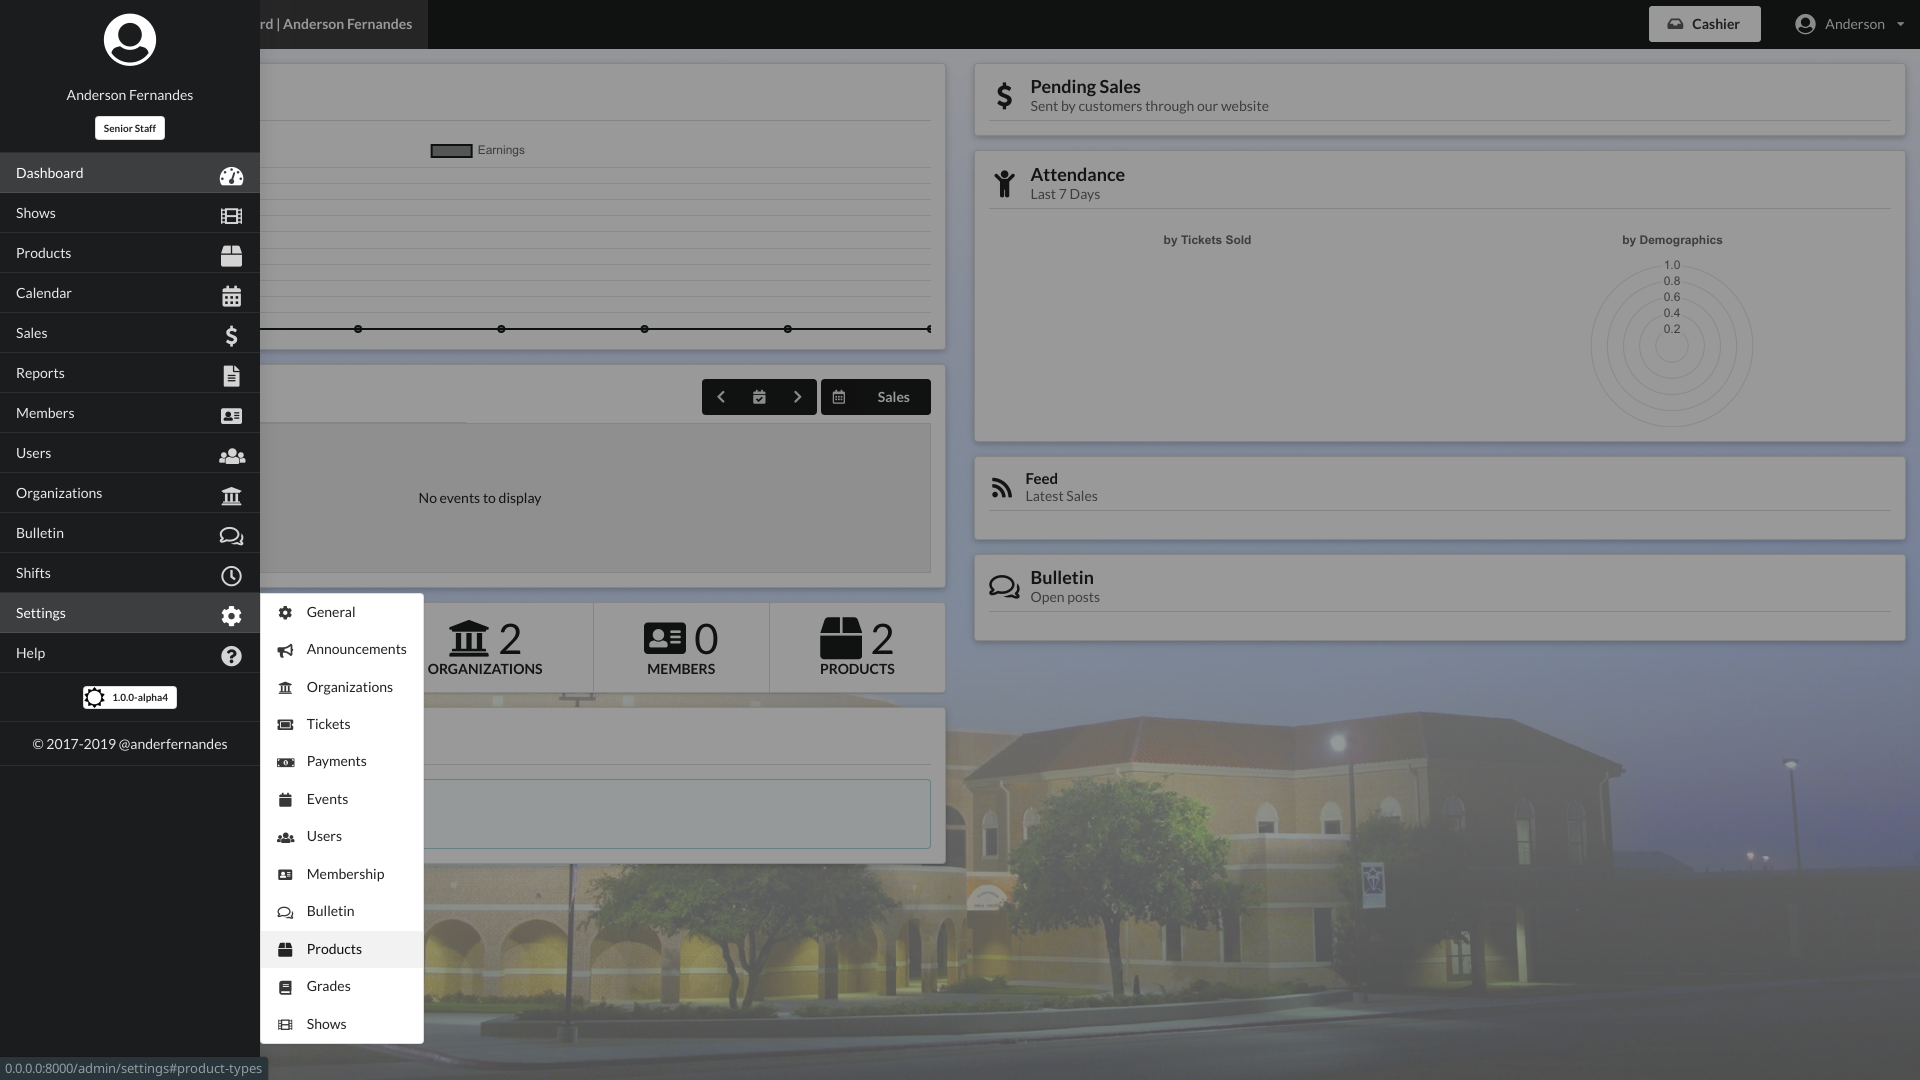 rd | Anderson Fernandes
Cashier
Anderson
Anderson Fernandes
Senior Staff
Dashboard
Shows
Products
Calendar
Sales
Reports
Members
Users
Organizations
Bulletin
Shifts
Settings
Help
1.0.0-alpha4
© 2017-2019 @anderfernandes
General
Announcements
Organizations
Tickets
Payments
Events
Users
Membership
Bulletin
Products
Grades
Shows
Earnings
Sales
No events to display
2
ORGANIZATIONS
0
MEMBERS
2
PRODUCTS
Pending Sales
Sent by customers through our website
Attendance
Last 7 Days
by Tickets Sold
by Demographics
1.0
0.8
0.6
0.4
0.2
Feed
Latest Sales
Bulletin
Open posts
0.0.0.0:8000/admin/settings#product-types